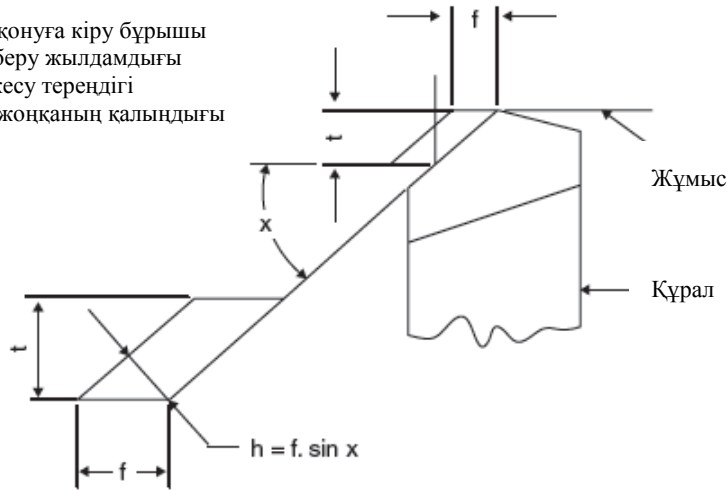 қонуға кіру бұрышы
беру жылдамдығы
кесу тереңдігі
жоңқаның қалыңдығы
f
t
Жұмыс
x
Құрал
t
h = f. sin x
f